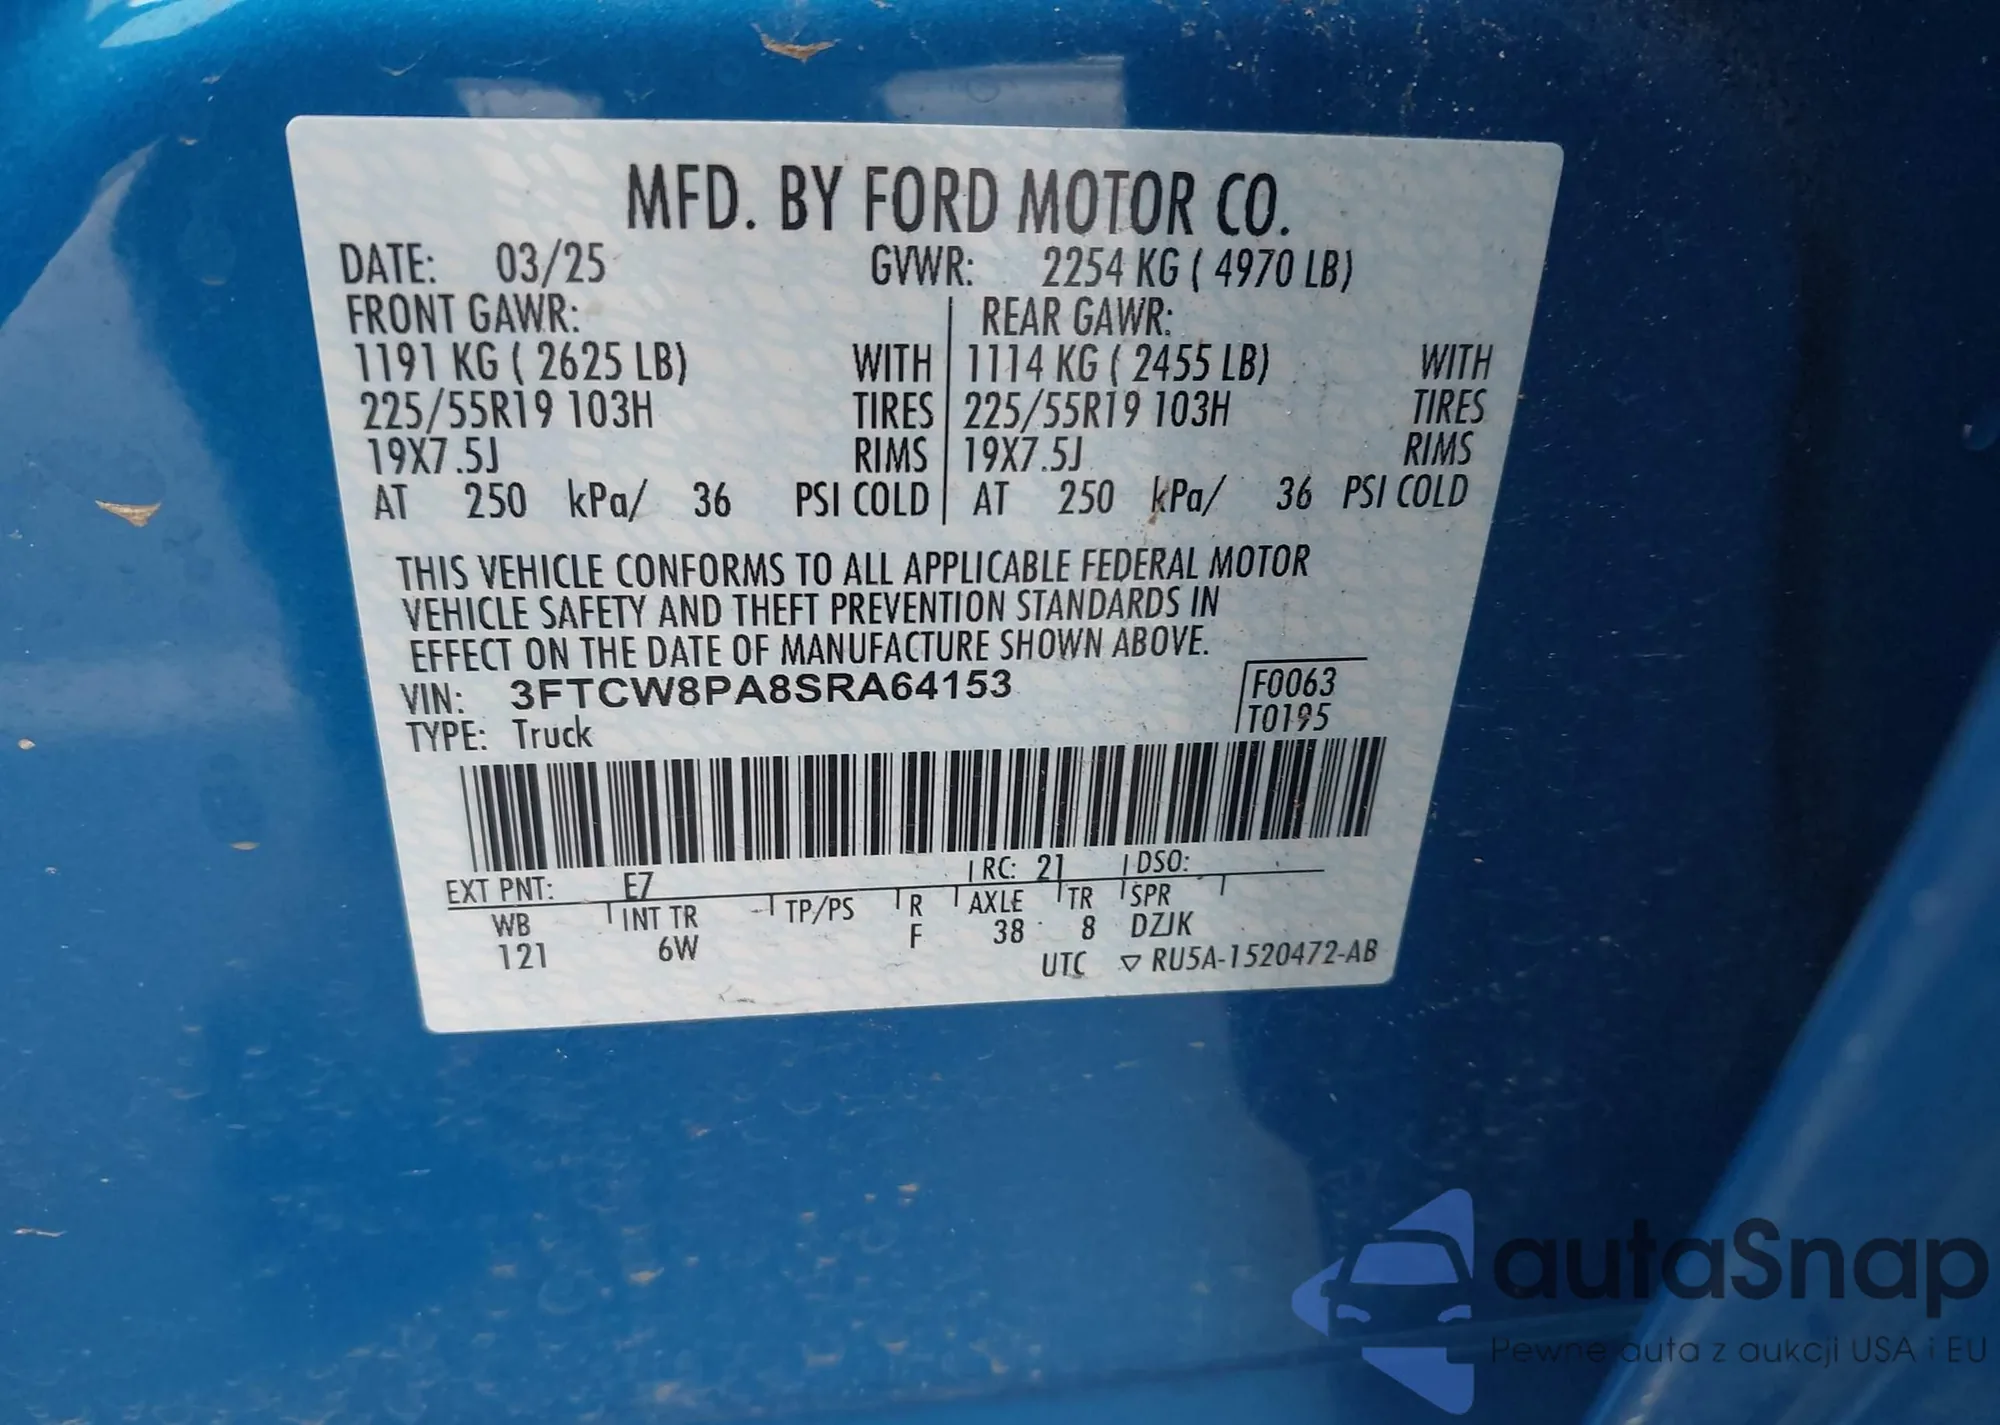 MFD. BY FORD MOTOR CO.
DATE: 03/25 GVWR: 2254 KG ( 4970 LB)
FRONT GAWR: REAR GAWR:
1191 KG ( 2625 LB) WITH 1114 KG ( 2455 LB) WITH
225/55R19 103H TIRES 225/55R19 103H TIRES
19X7.5J RIMS 19X7.5J RIMS
AT 250 kPa/ 36 PSI COLD AT 250 kPa/ 36 PSI COLD
THIS VEHICLE CONFORMS TO ALL APPLICABLE FEDERAL MOTOR
VEHICLE SAFETY AND THEFT PREVENTION STANDARDS IN
EFFECT ON THE DATE OF MANUFACTURE SHOWN ABOVE.
VIN: 3FTCW8PA8SRA64153 F0063
TYPE: Truck T0195
EXT PNT: E7 RC: 21 DSO:
WB INT TR TP/PS R AXLE TR SPR
121 6W F 38 8 DZJK
UTC ▽ RU5A-1520472-AB
autaSnap
Pewne auta z aukcji USA i EU